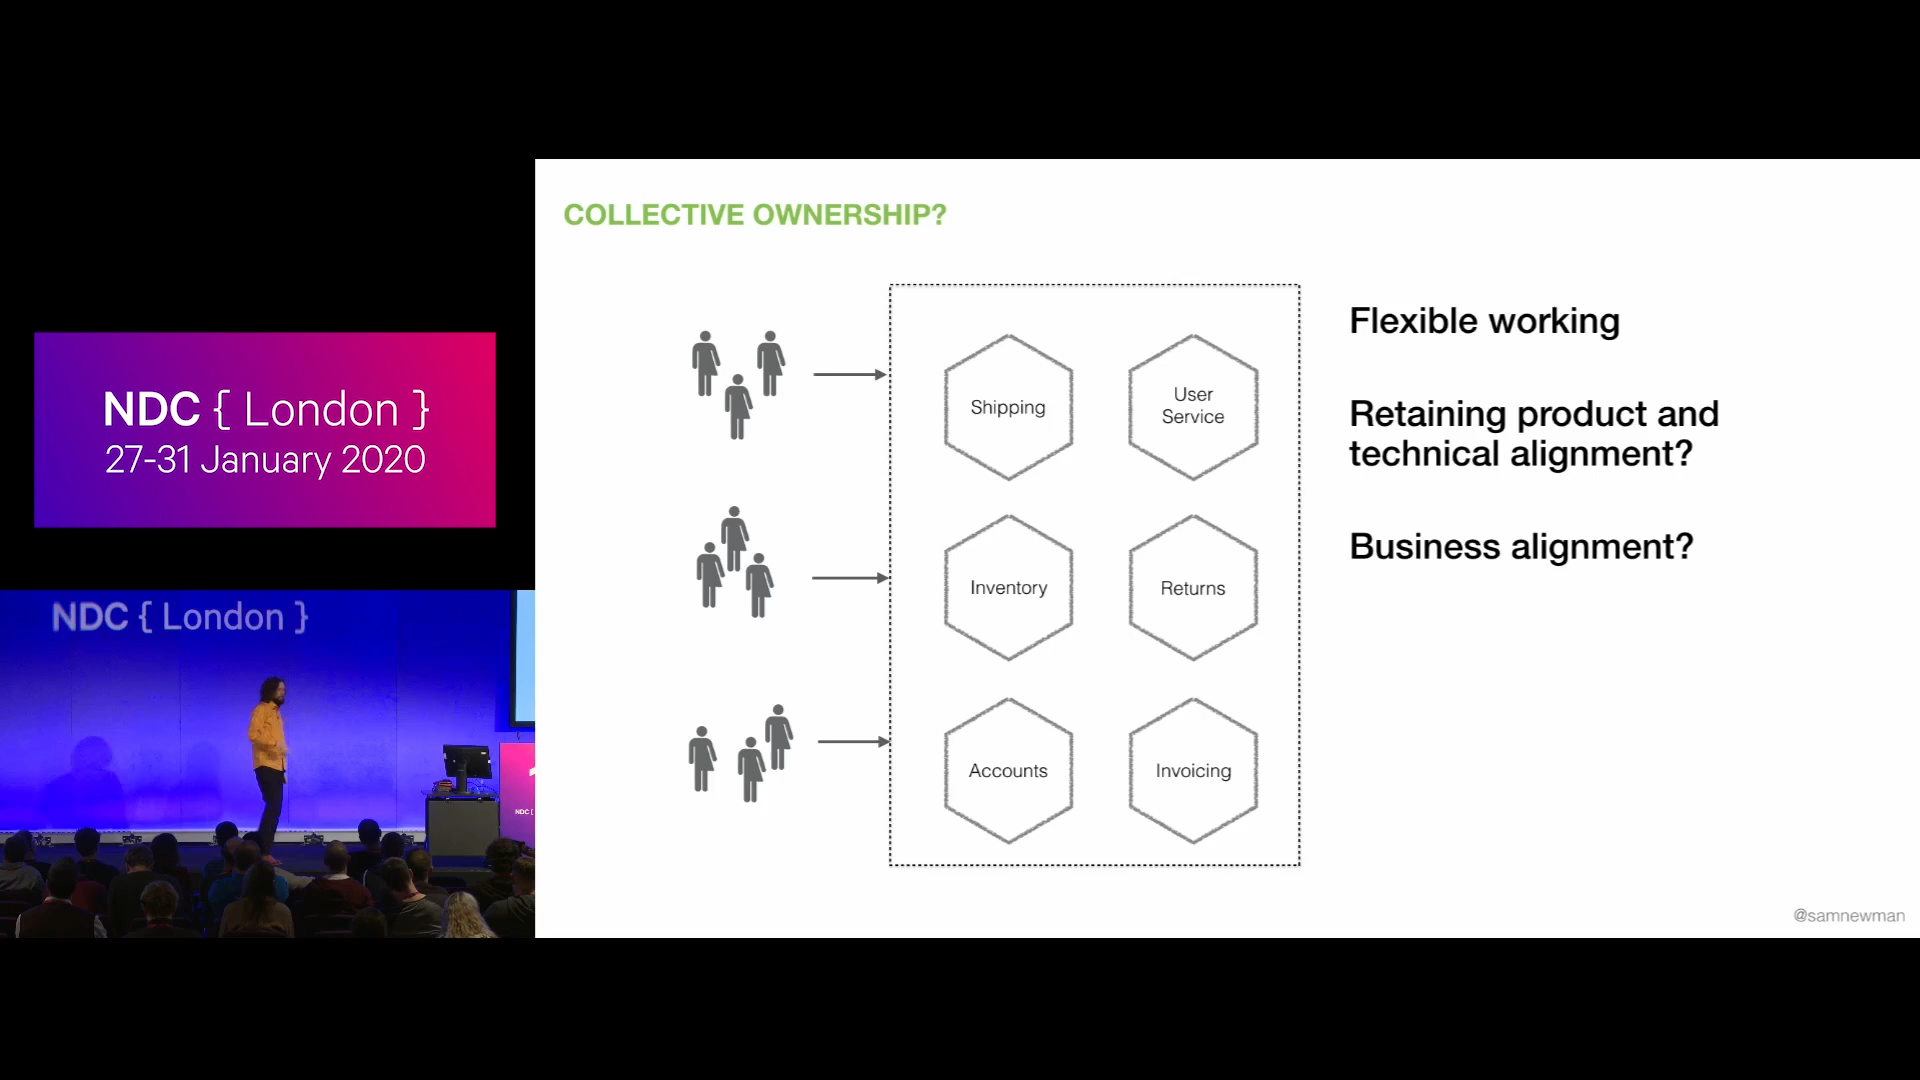 COLLECTIVE OWNERSHIP?
NDC { London }
27-31 January 2020
NDC { London }
NDC {
Shipping
User
Service
Inventory
Returns
Accounts
Invoicing
Flexible working
Retaining product and
technical alignment?
Business alignment?
@samnewman